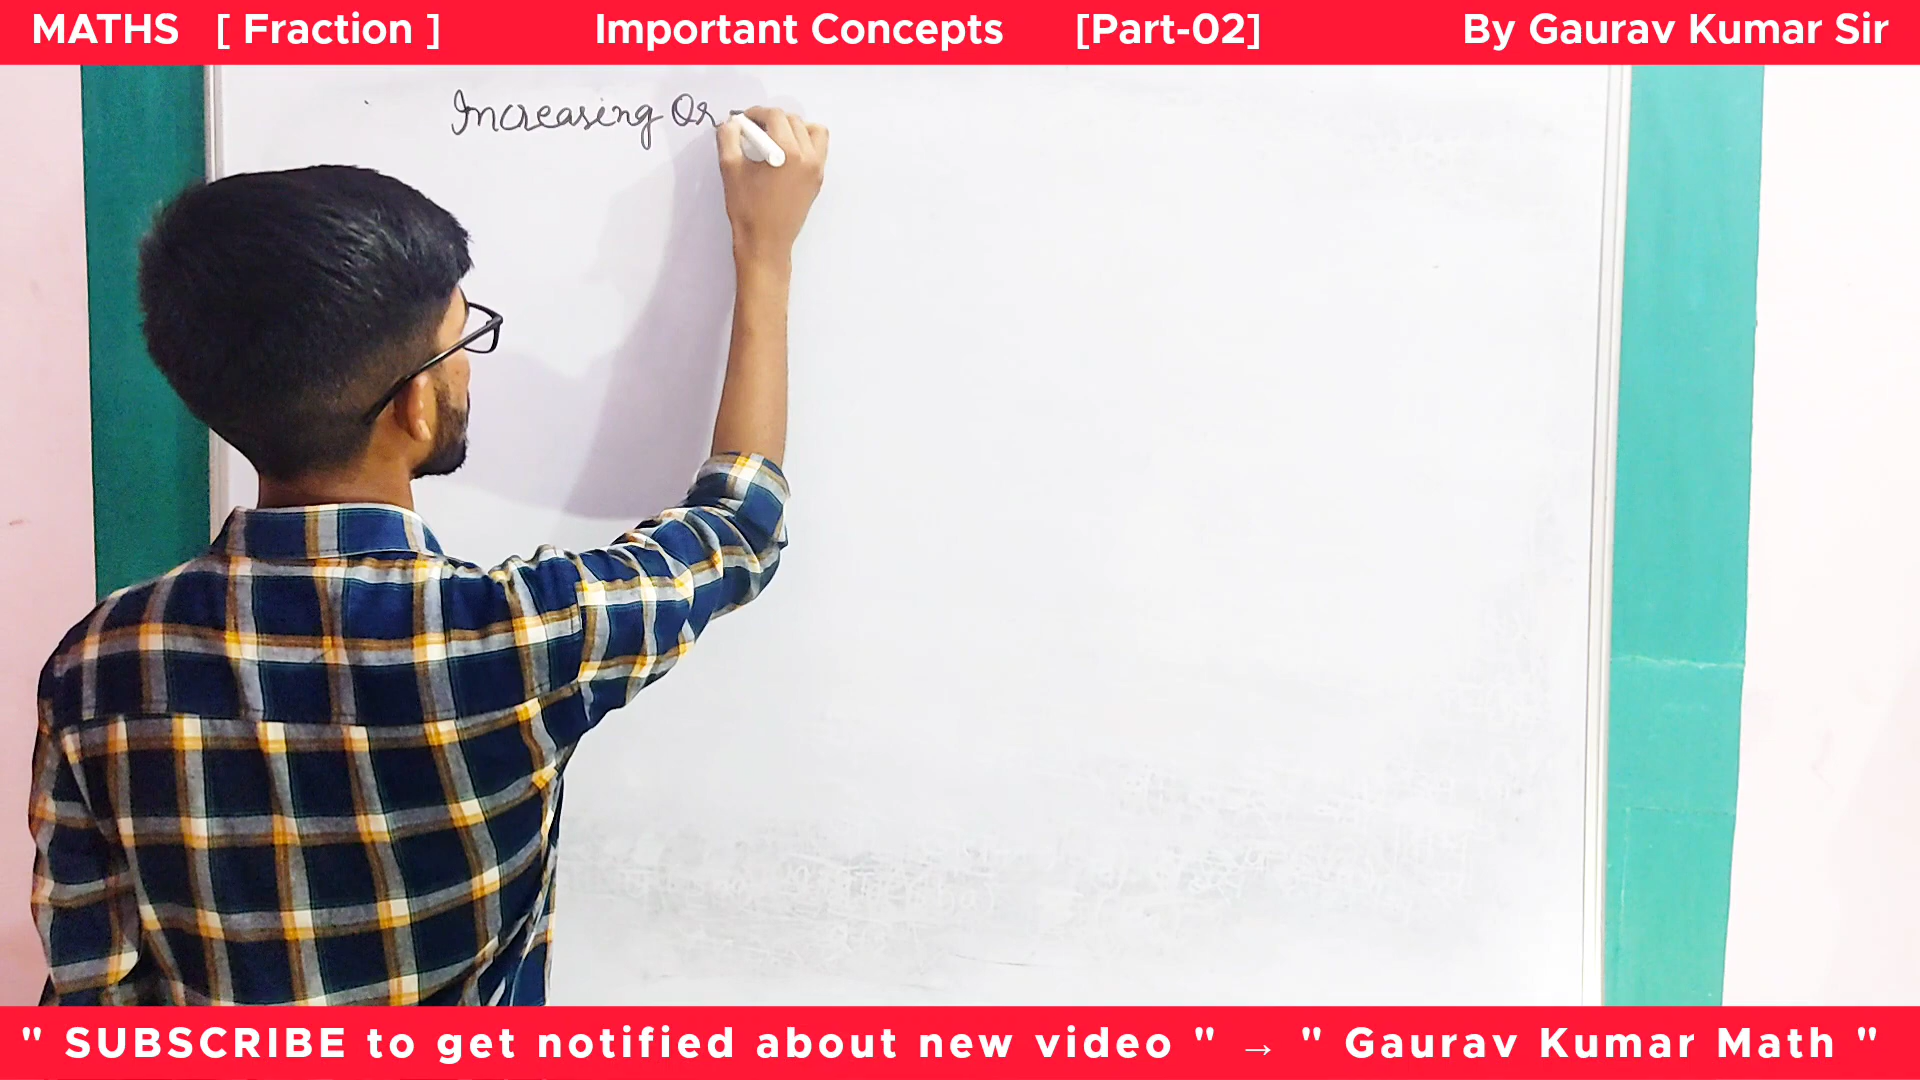 MATHS [ Fraction ] Important Concepts [Part-02] By Gaurav Kumar Sir
Increasing Or
" SUBSCRIBE to get notified about new video " → " Gaurav Kumar Math "